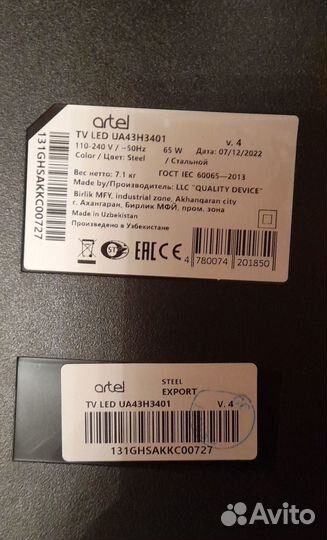 artel
TV LED UA43H3401 v. 4
110-240 V / ~50Hz 65 W Дата: 07/12/2022
Color / Цвет: Steel / Стальной
Вес нетто: 7.1 кг ГОСТ IEC 60065—2013
Made by/Производитель: LLC "QUALITY DEVICE"
Birlik MFY, industrial zone, Akhangaran city
г. Ахангаран, Бирлик МФЙ, пром. зона
Made in Uzbekistan
Произведено в Узбекистане
131GHSAKKC00727
ST EAC CE
4 780074 201850
artel STEEL
EXPORT
TV LED UA43H3401 V. 4
131GHSAKKC00727
Avito